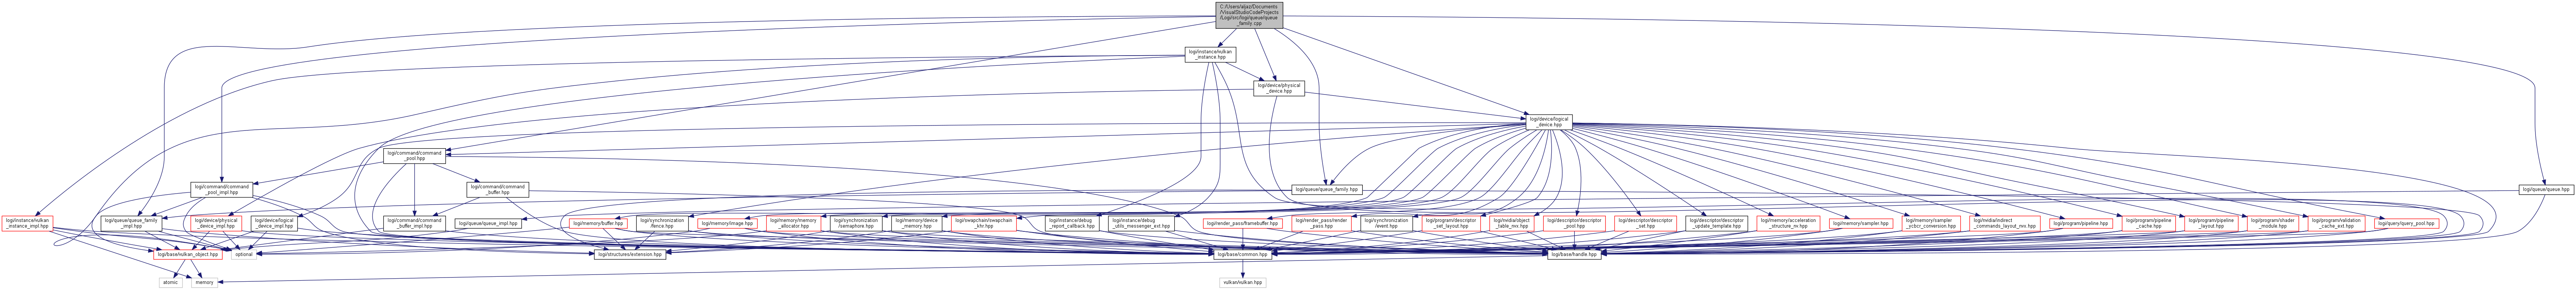 C:/Users/aljaz/Documents
/VisualStudioCodeProjects
/Logi/src/logi/queue/queue
_family.cpp
logi/instance/vulkan
_instance.hpp
logi/device/physical
_device.hpp
logi/device/logical
_device.hpp
logi/command/command
_pool.hpp
logi/command/command
_pool_impl.hpp
logi/command/command
_buffer.hpp
logi/queue/queue_family.hpp
logi/queue/queue.hpp
logi/instance/vulkan
_instance_impl.hpp
logi/queue/queue_family
_impl.hpp
logi/device/physical
_device_impl.hpp
logi/device/logical
_device_impl.hpp
logi/command/command
_buffer_impl.hpp
logi/queue/queue_impl.hpp
logi/memory/buffer.hpp
logi/synchronization
/fence.hpp
logi/memory/image.hpp
logi/memory/memory
_allocator.hpp
logi/synchronization
/semaphore.hpp
logi/memory/device
_memory.hpp
logi/swapchain/swapchain
_khr.hpp
logi/instance/debug
_report_callback.hpp
logi/instance/debug
_utils_messenger_ext.hpp
logi/render_pass/framebuffer.hpp
logi/render_pass/render
_pass.hpp
logi/synchronization
/event.hpp
logi/program/descriptor
_set_layout.hpp
logi/nvidia/object
_table_nvx.hpp
logi/descriptor/descriptor
_pool.hpp
logi/descriptor/descriptor
_set.hpp
logi/descriptor/descriptor
_update_template.hpp
logi/memory/acceleration
_structure_nv.hpp
logi/memory/sampler.hpp
logi/memory/sampler
_ycbcr_conversion.hpp
logi/nvidia/indirect
_commands_layout_nvx.hpp
logi/program/pipeline.hpp
logi/program/pipeline
_cache.hpp
logi/program/pipeline
_layout.hpp
logi/program/shader
_module.hpp
logi/program/validation
_cache_ext.hpp
logi/query/query_pool.hpp
logi/base/vulkan_object.hpp
optional
logi/structures/extension.hpp
logi/base/common.hpp
logi/base/handle.hpp
atomic
memory
vulkan/vulkan.hpp